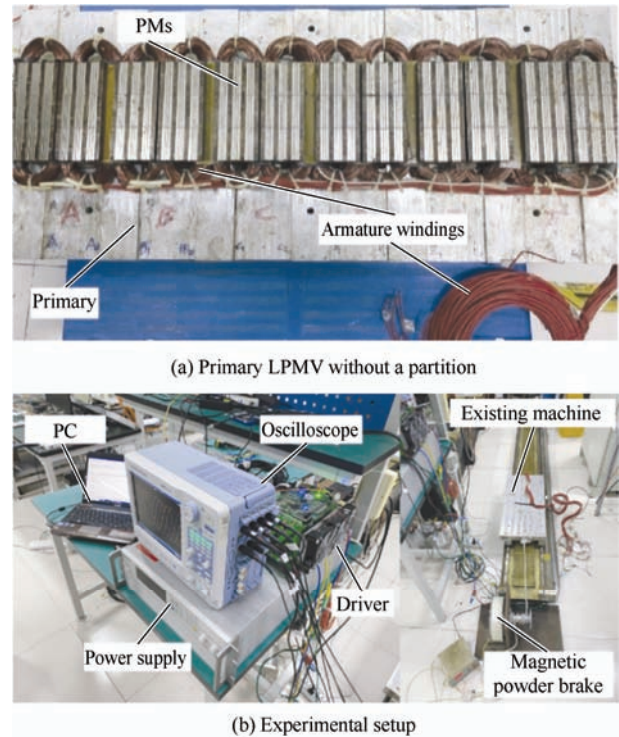 PMs
A
B
C
Armature windings
Primary
(a) Primary LPMV without a partition
PC
Oscilloscope
Existing machine
Driver
Power supply
Magnetic
powder brake
(b) Experimental setup